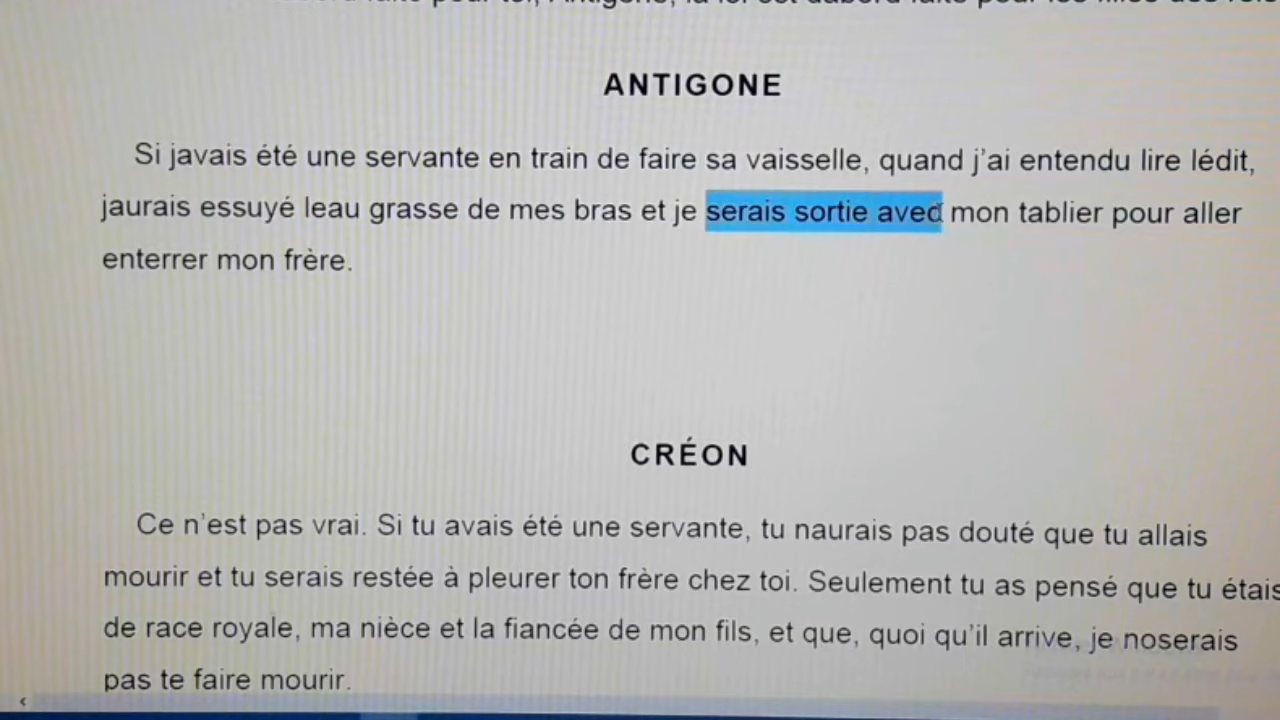 ANTIGONE
Si javais été une servante en train de faire sa vaisselle, quand j'ai entendu lire lédit,
jaurais essuyé leau grasse de mes bras et je serais sortie avec mon tablier pour aller
enterrer mon frère.
CRÉON
Ce n'est pas vrai. Si tu avais été une servante, tu naurais pas douté que tu allais
mourir et tu serais restée à pleurer ton frère chez toi. Seulement tu as pensé que tu étais
de race royale, ma nièce et la fiancée de mon fils, et que, quoi qu'il arrive, je noserais
pas te faire mourir.